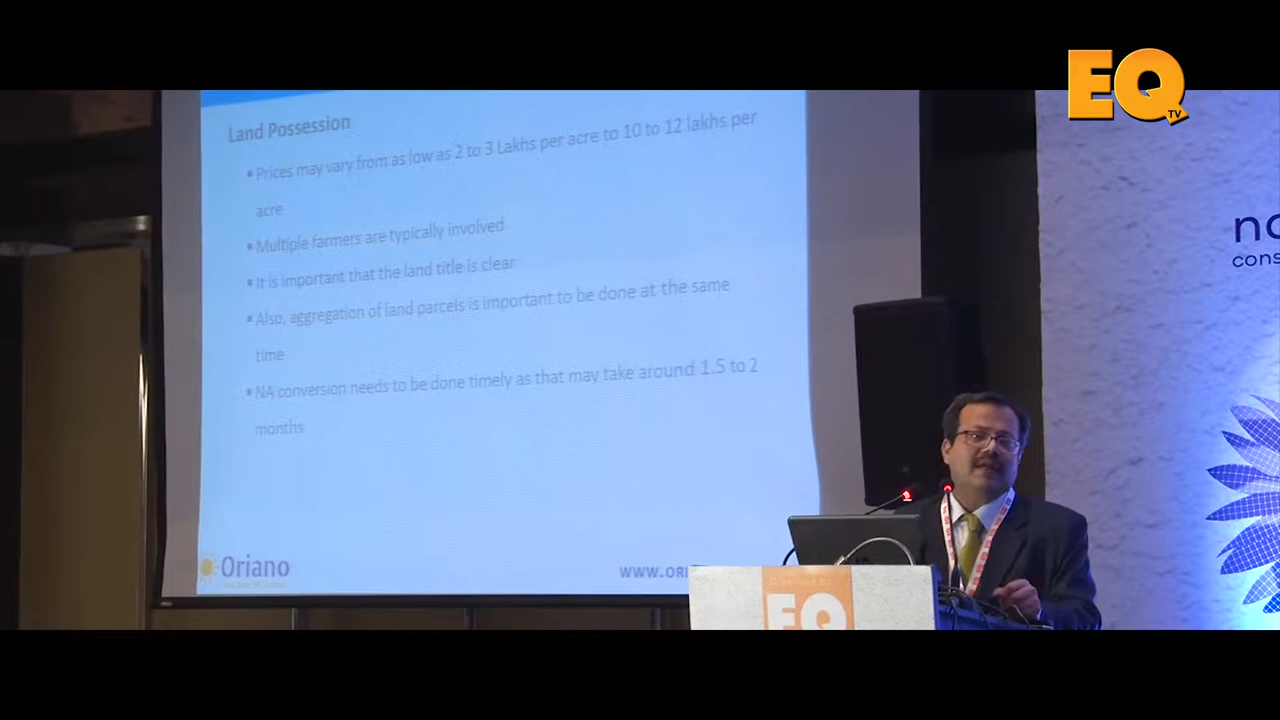 EQ
TV
Land Possession
▪ Prices may vary from as low as 2 to 3 Lakhs per acre to 10 to 12 lakhs per
acre
▪ Multiple farmers are typically involved
▪ It is important that the land title is clear
▪ Also, aggregation of land parcels is important to be done at the same
time
▪ NA conversion needs to be done timely as that may take around 1.5 to 2
months
Oriano
WWW.ORI
Organised By
EQ
cons